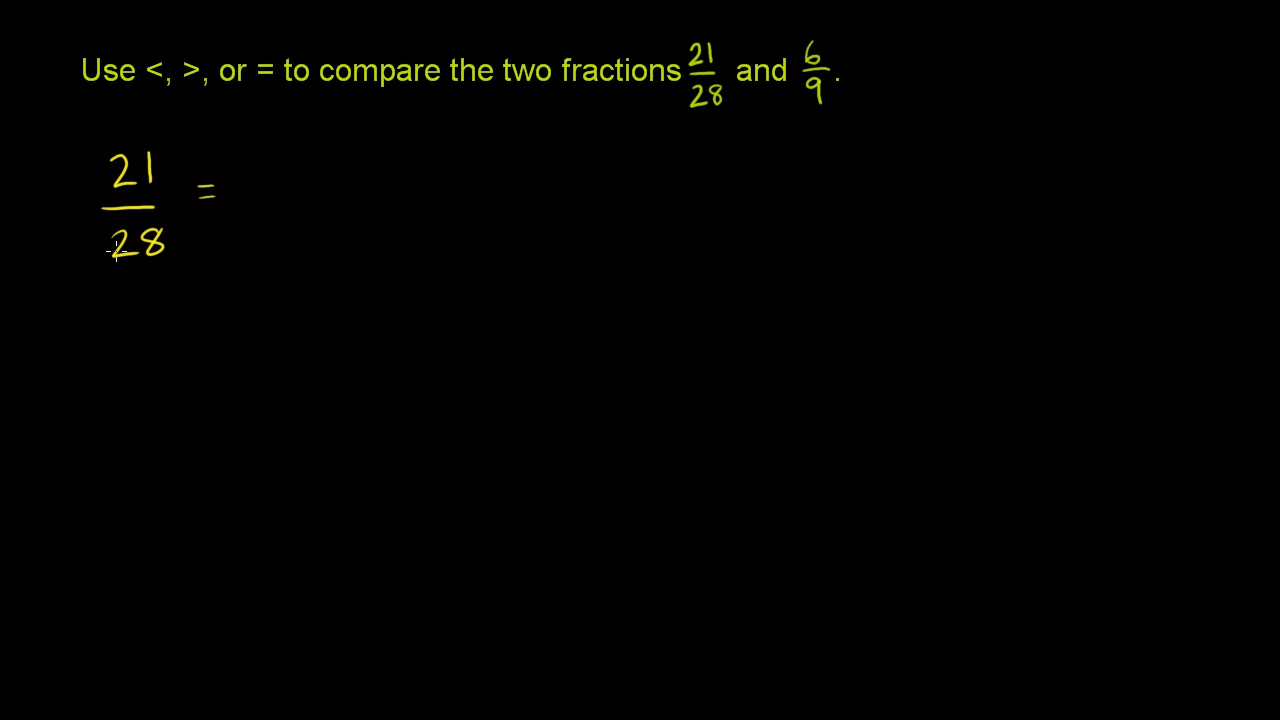 Use <, >, or = to compare the two fractions 21/28 and 6/9.
21/28 =